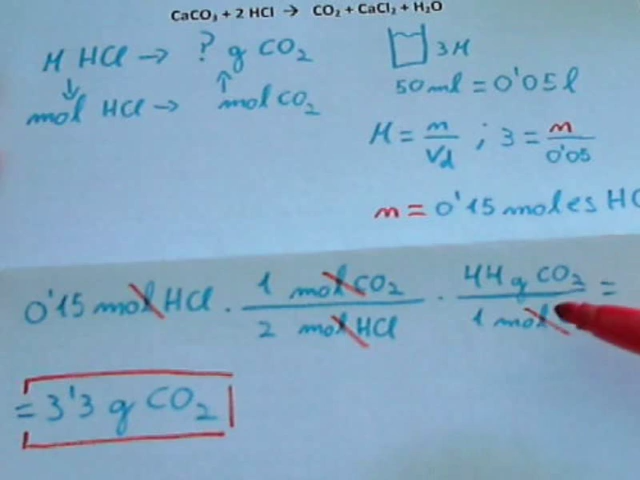 CaCO₃ + 2 HCl → CO₂ + CaCl₂ + H₂O
M HCl → ? g CO₂
↓ ↑
mol HCl → mol CO₂
3M
50 ml = 0'05 l
M = n/Vd ; 3 = n/0'05
n = 0'15 moles HC
0'15 mol HCl · 1 mol CO₂/2 mol HCl · 44 g CO₂/1 mol =
= 3'3 g CO₂